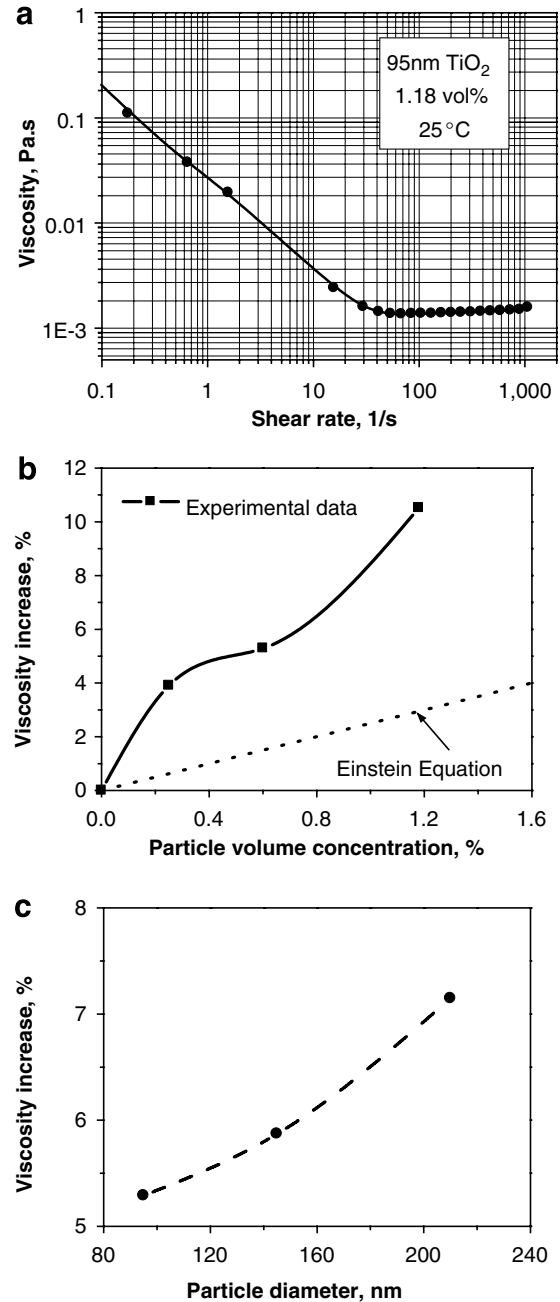 a
1
0.1
0.01
1E-3
Viscosity, Pa.s
95nm TiO₂
1.18 vol%
25°C
0.1 1 10 100 1,000
Shear rate, 1/s
b
12
10
8
6
4
2
0
Viscosity increase, %
Experimental data
Einstein Equation
0.0 0.4 0.8 1.2 1.6
Particle volume concentration, %
c
8
7
6
5
Viscosity increase, %
80 120 160 200 240
Particle diameter, nm